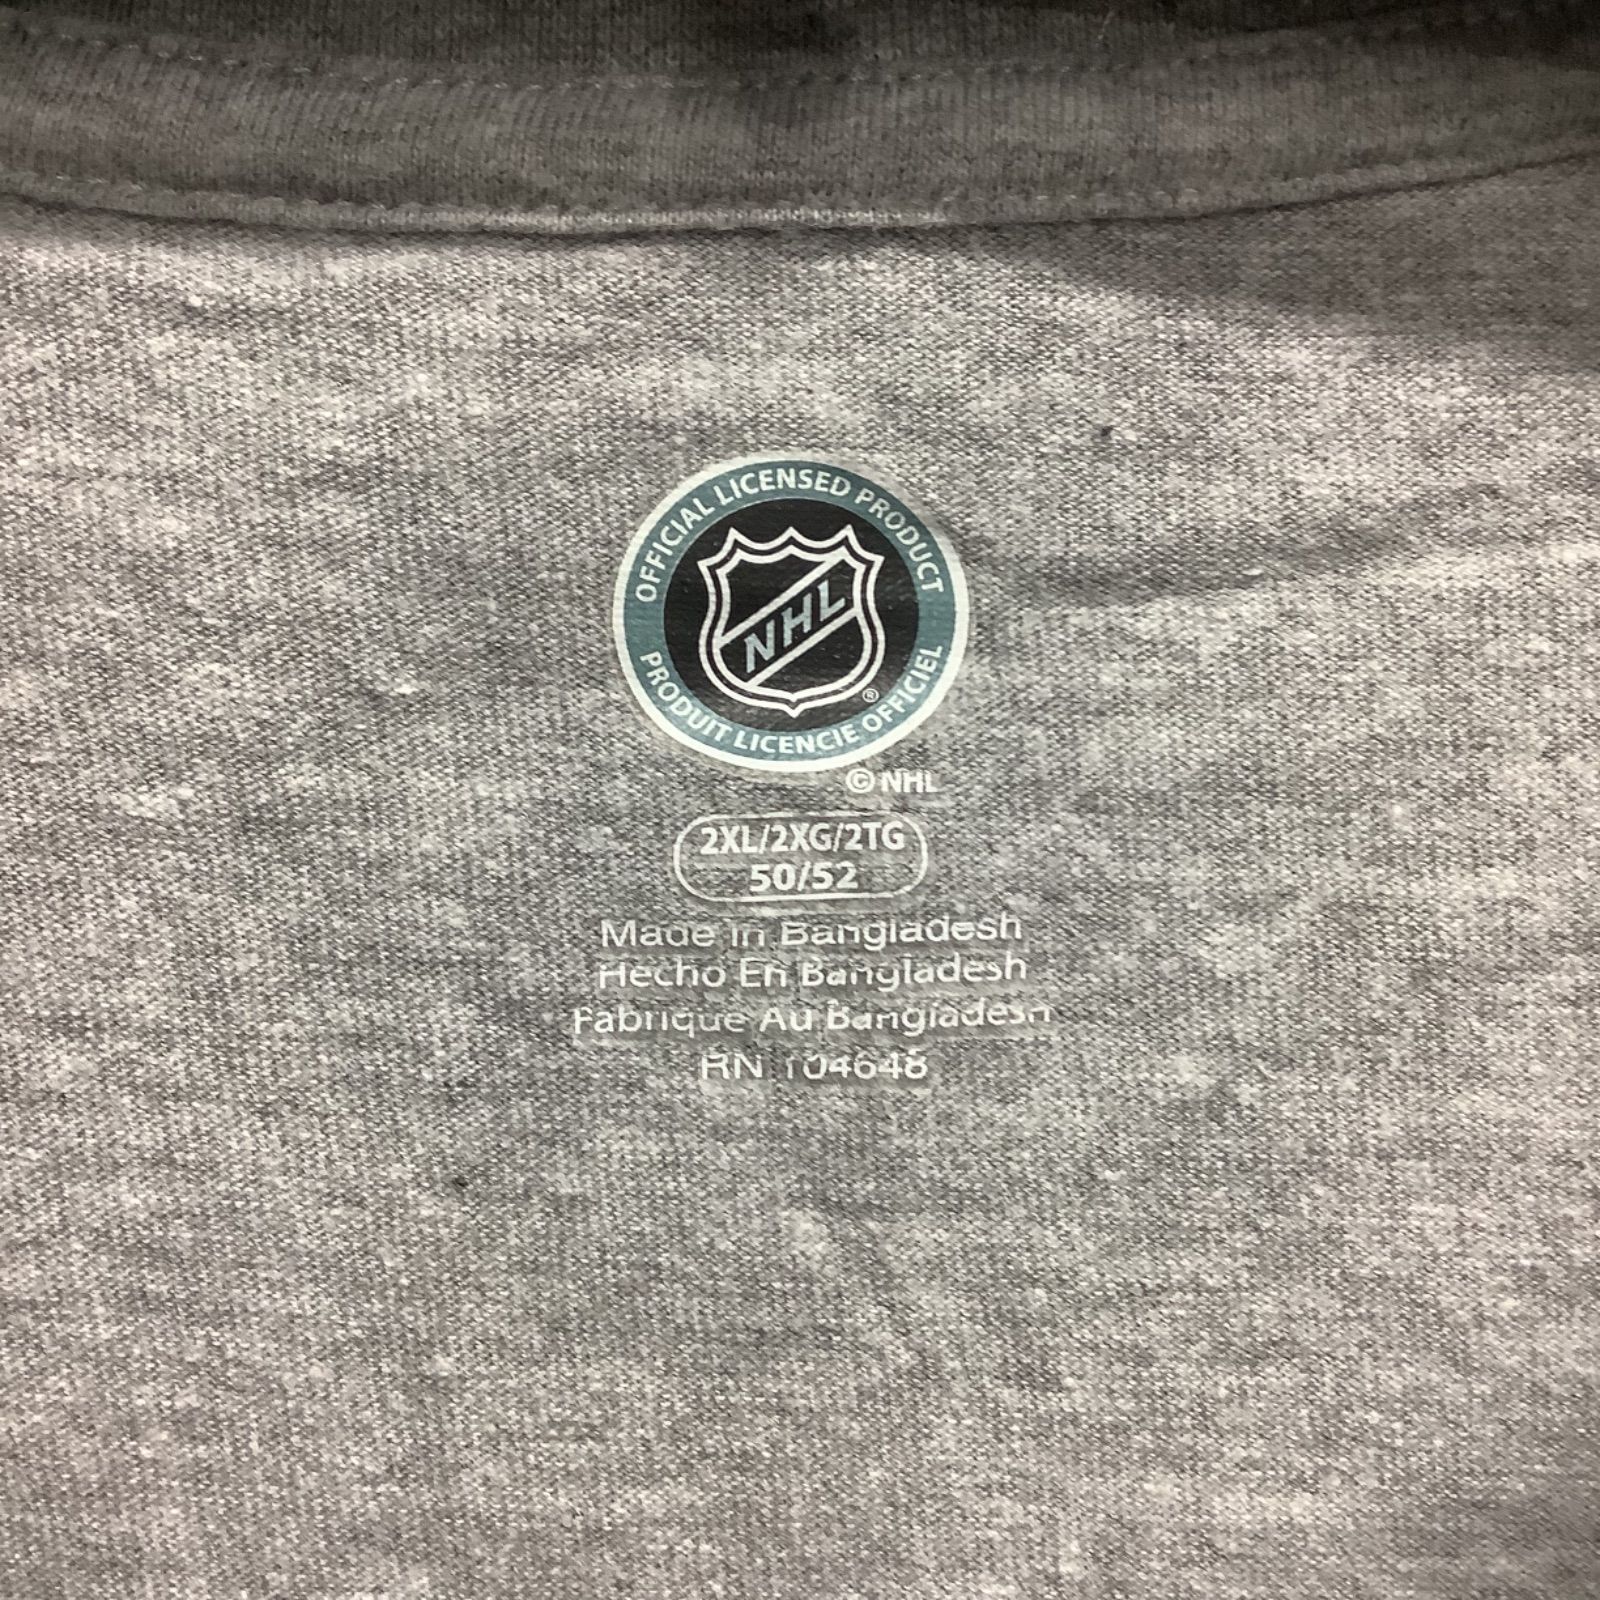 OFFICIAL LICENSED PRODUCT
NHL
®
PRODUIT LICENCIE OFFICIEL
© NHL
2XL/2XG/2TG
50/52
Made In Bangladesh
Hecho En Bangladesh
Fabrique Au Bangladesh
RN 104648